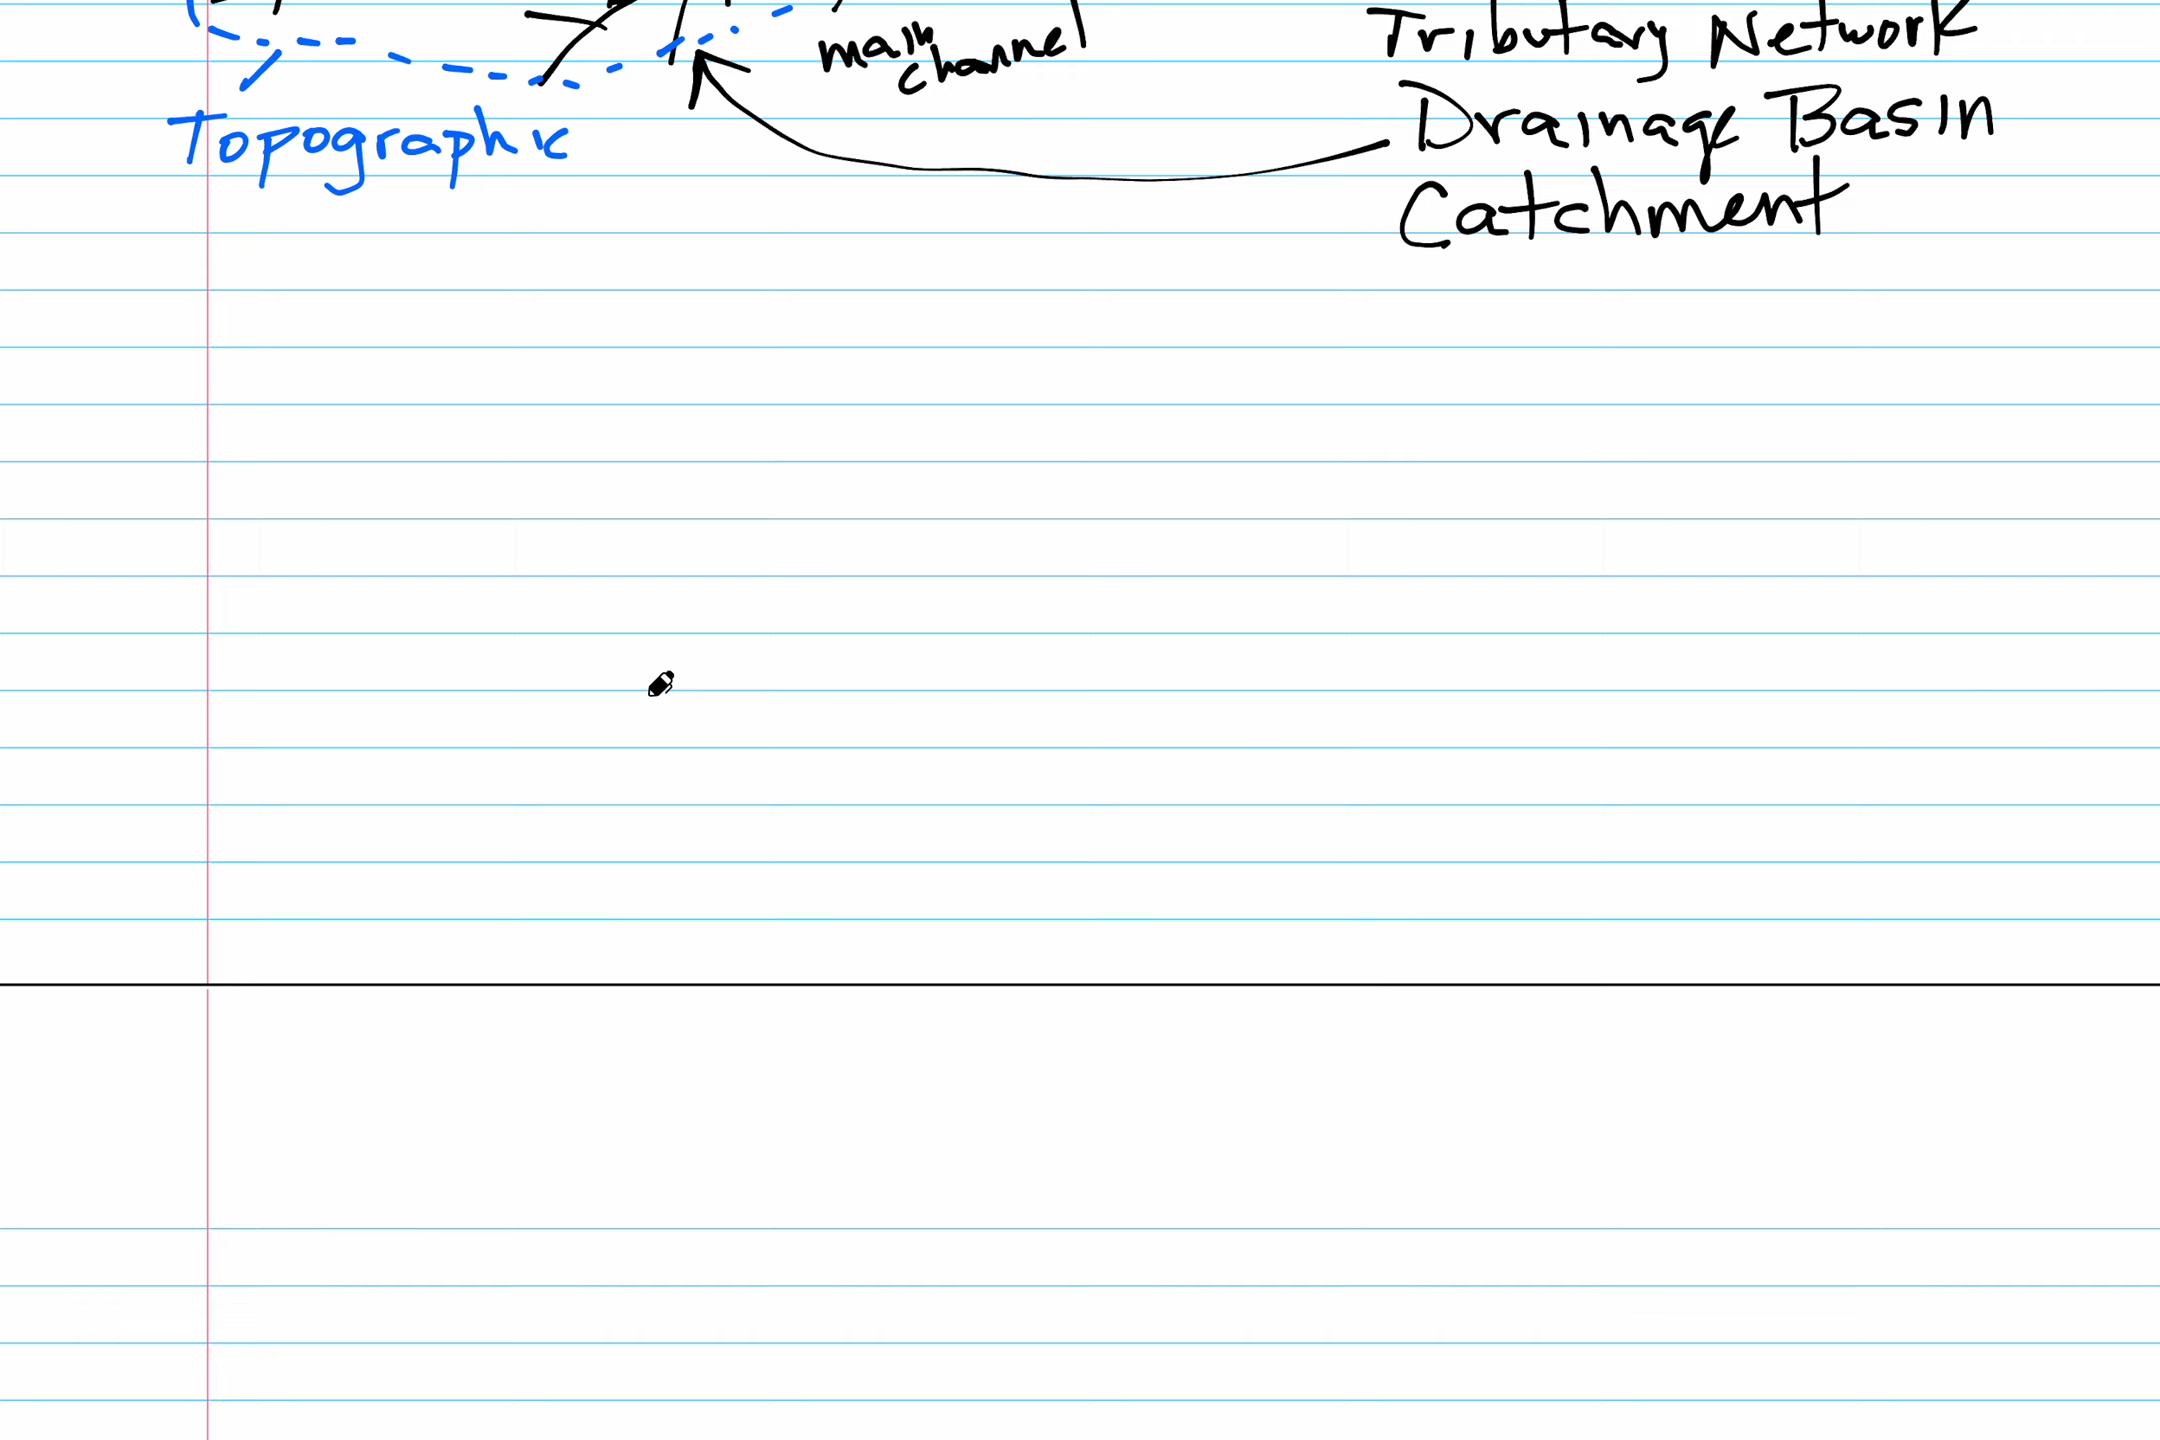 main
channel
Tributary Network
Drainage Basin
Topographic
Catchment